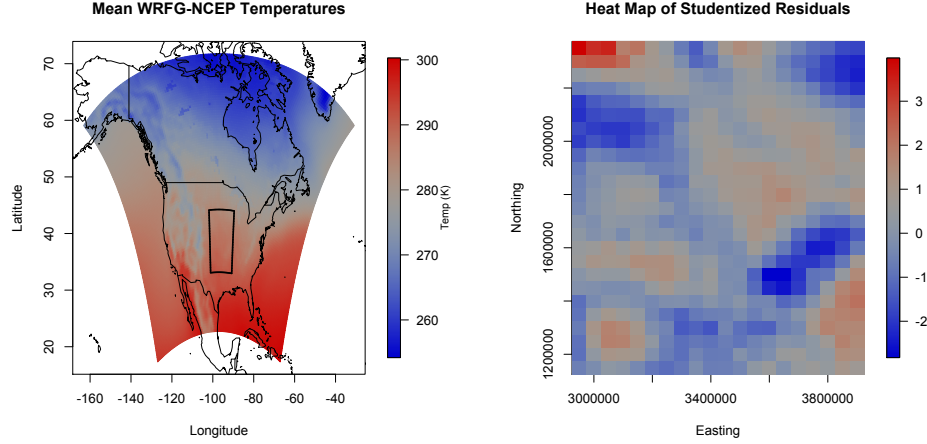 Mean WRFG-NCEP Temperatures
70
60
50
40
30
20
Latitude
-160 -140 -120 -100 -80 -60 -40
Longitude
300
290
280
270
260
Temp (K)
Heat Map of Studentized Residuals
2000000
1600000
1200000
Northing
3000000 3400000 3800000
Easting
3
2
1
0
-1
-2